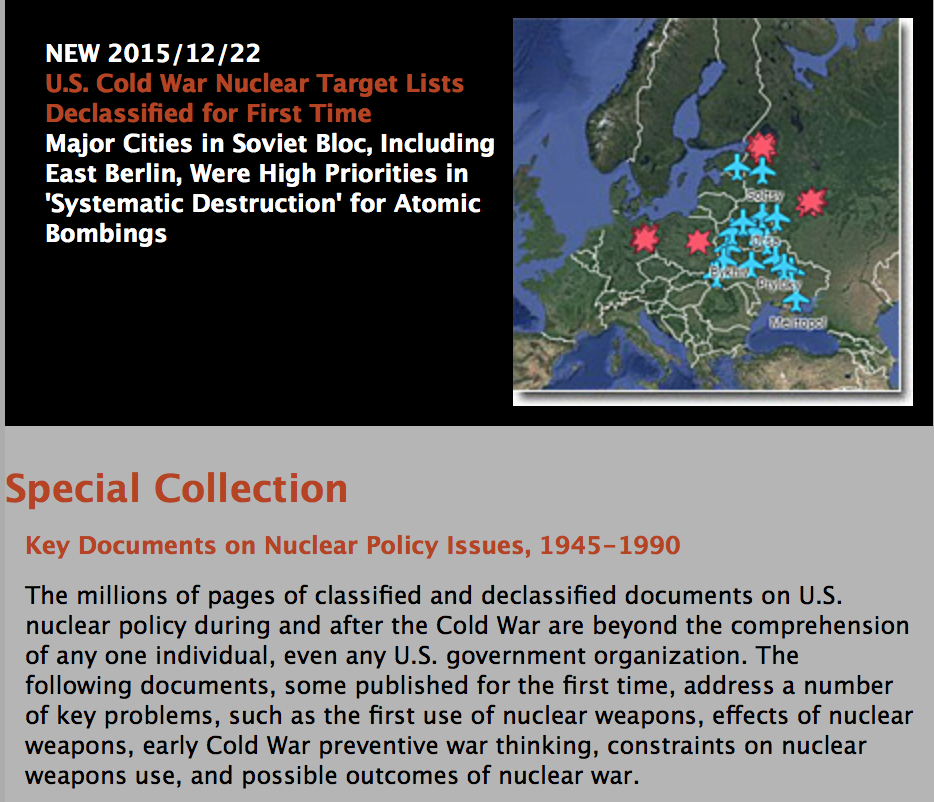 NEW 2015/12/22
U.S. Cold War Nuclear Target Lists
Declassified for First Time
Major Cities in Soviet Bloc, Including
East Berlin, Were High Priorities in
'Systematic Destruction' for Atomic
Bombings
Soltsy
Orsa
Bykhiv
Pryluky
Melitopol
Special Collection
Key Documents on Nuclear Policy Issues, 1945–1990
The millions of pages of classified and declassified documents on U.S.
nuclear policy during and after the Cold War are beyond the comprehension
of any one individual, even any U.S. government organization. The
following documents, some published for the first time, address a number
of key problems, such as the first use of nuclear weapons, effects of nuclear
weapons, early Cold War preventive war thinking, constraints on nuclear
weapons use, and possible outcomes of nuclear war.